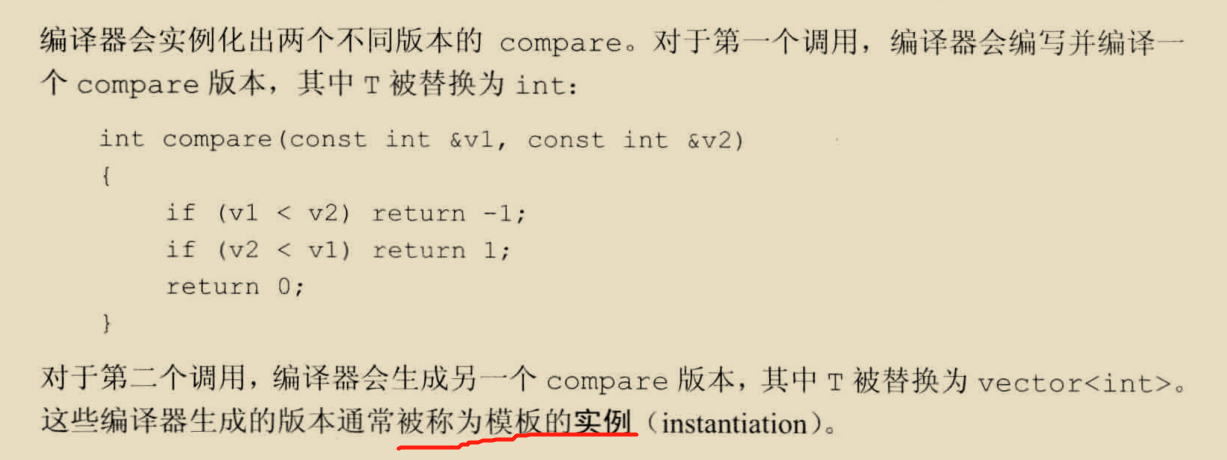 编译器会实例化出两个不同版本的 compare。对于第一个调用，编译器会编写并编译一
个 compare 版本，其中 T 被替换为 int：
int compare(const int &v1, const int &v2)
{
if (v1 < v2) return -1;
if (v2 < v1) return 1;
return 0;
}
对于第二个调用，编译器会生成另一个 compare 版本，其中 T 被替换为 vector<int>。
这些编译器生成的版本通常被称为模板的实例（instantiation）。